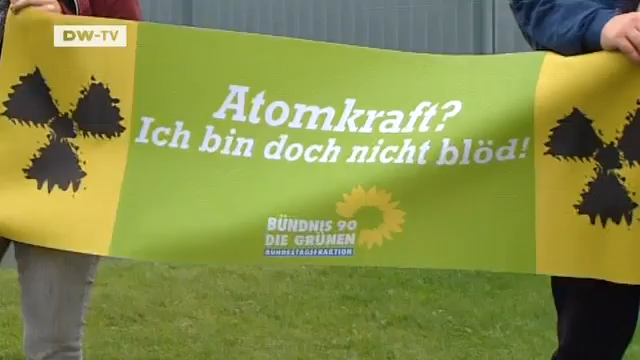 DW-TV
Atomkraft?
Ich bin doch nicht blöd!
BÜNDNIS 90
DIE GRÜNEN
BUNDESTAGSFRAKTION